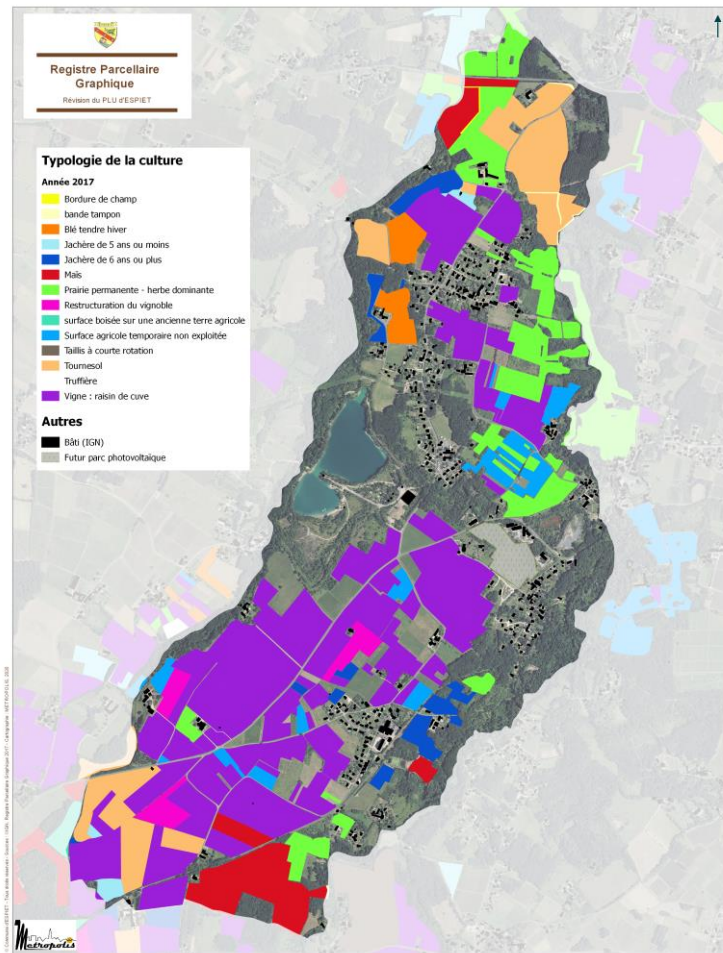 Registre Parcellaire
Graphique
Révision du PLU d'ESPIET
Typologie de la culture
Année 2017
Bordure de champ
bande tampon
Blé tendre hiver
Jachère de 5 ans ou moins
Jachère de 6 ans ou plus
Maïs
Prairie permanente - herbe dominante
Restructuration du vignoble
surface boisée sur une ancienne terre agricole
Surface agricole temporaire non exploitée
Taillis à courte rotation
Tournesol
Truffière
Vigne : raisin de cuve
Autres
Bâti (IGN)
Futur parc photovoltaïque
Metropolis